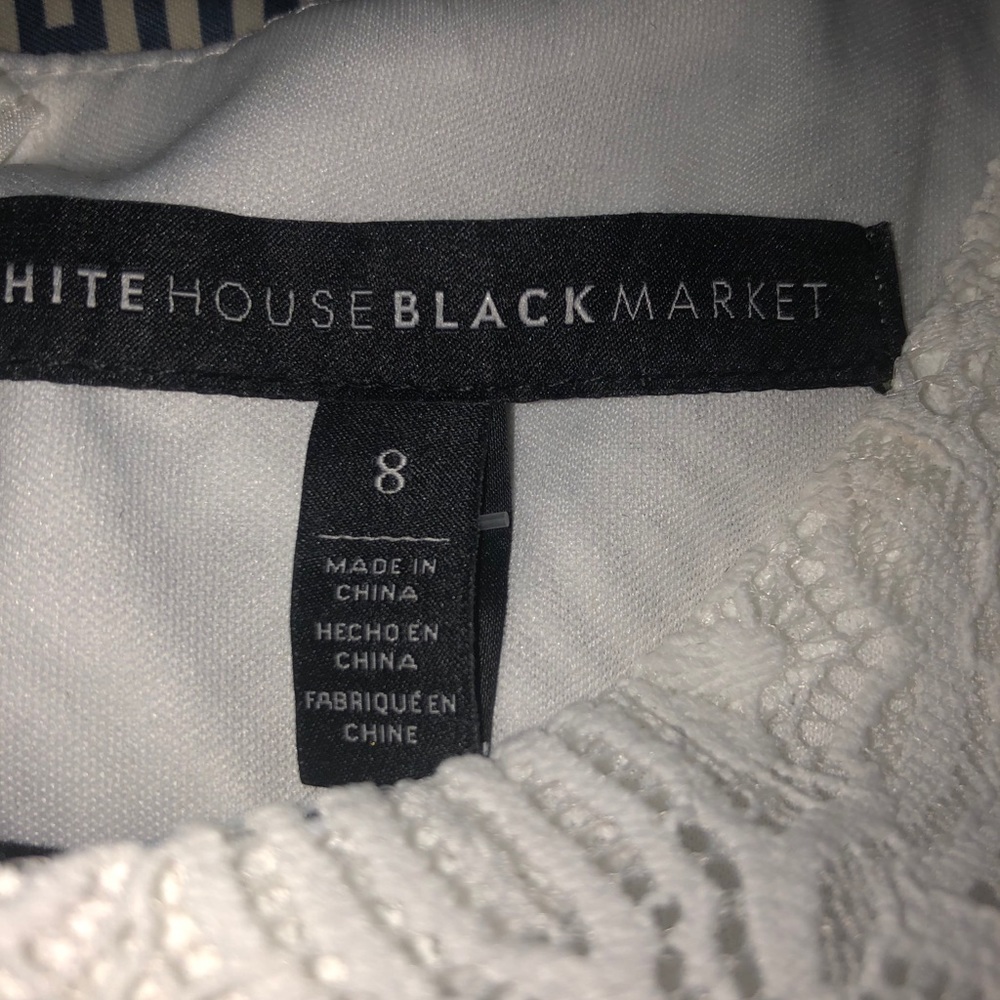 HITE HOUSE BLACK MARKET
8
MADE IN
CHINA
HECHO EN
CHINA
FABRIQUÉ EN
CHINE